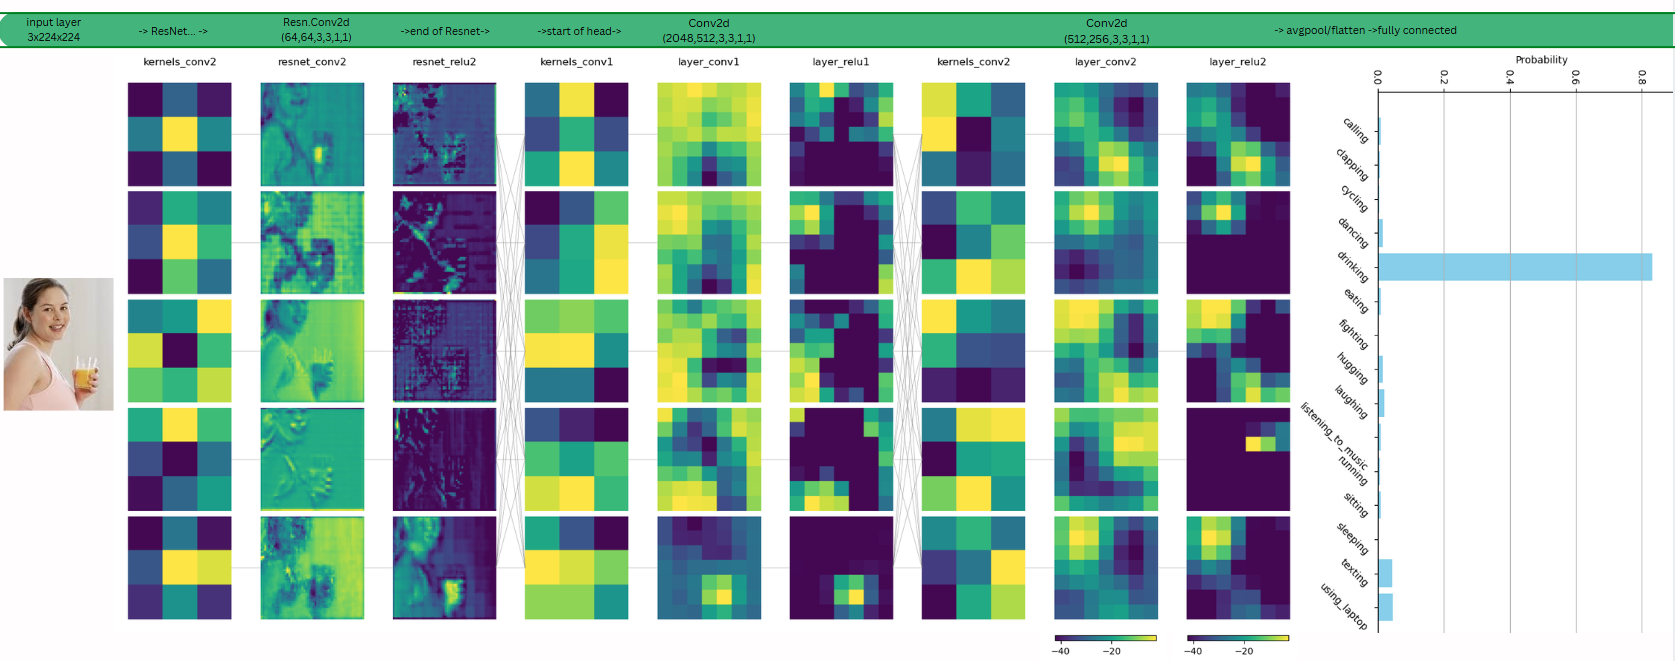 input layer
3x224x224
-> ResNet... ->
Resn.Conv2d
(64,64,3,3,1,1)
->end of Resnet->
->start of head->
Conv2d
(2048,512,3,3,1,1)
Conv2d
(512,256,3,3,1,1)
-> avgpool/flatten ->fully connected
kernels_conv2
resnet_conv2
resnet_relu2
kernels_conv1
layer_conv1
layer_relu1
kernels_conv2
layer_conv2
layer_relu2
Probability
0.0
0.2
0.4
0.6
0.8
calling
clapping
cycling
dancing
drinking
eating
fighting
hugging
laughing
listening_to_music
running
sitting
sleeping
texting
using_laptop
−40
−20
−40
−20